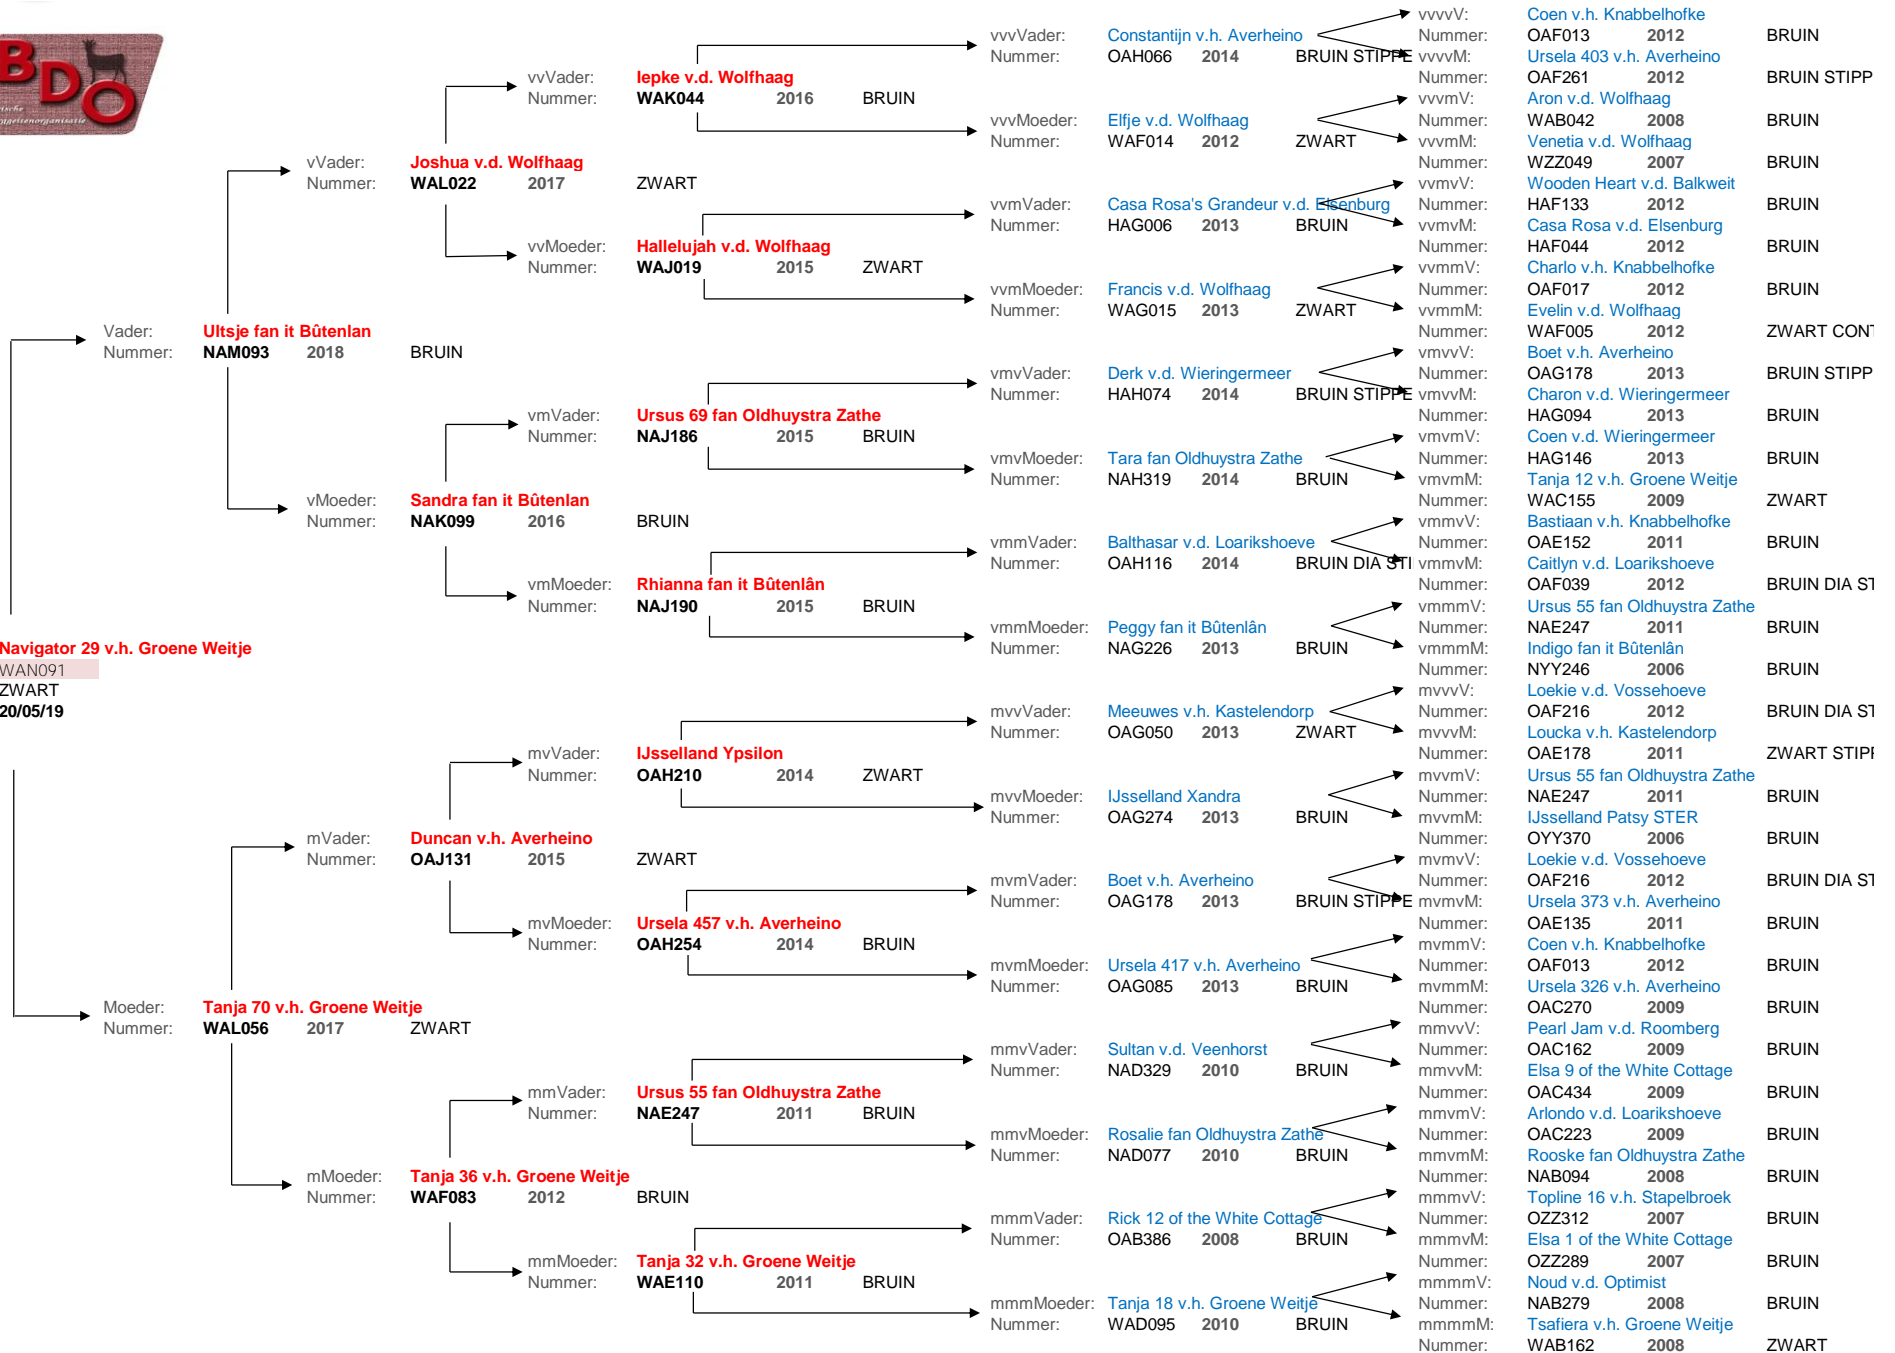 BDO
vvvVader: Constantijn v.h. Averheino
Nummer: OAH066 2014 BRUIN STIPPE
vvVader: Iepke v.d. Wolfhaag
Nummer: WAK044 2016 BRUIN
vvvMoeder: Elfje v.d. Wolfhaag
Nummer: WAF014 2012 ZWART
vVader: Joshua v.d. Wolfhaag
Nummer: WAL022 2017 ZWART
vvmVader: Casa Rosa's Grandeur v.d. Elsenburg
Nummer: HAG006 2013 BRUIN
vvMoeder: Hallelujah v.d. Wolfhaag
Nummer: WAJ019 2015 ZWART
vvmMoeder: Francis v.d. Wolfhaag
Nummer: WAG015 2013 ZWART
Vader: Ultsje fan it Bûtenlan
Nummer: NAM093 2018 BRUIN
vmvVader: Derk v.d. Wieringermeer
Nummer: HAH074 2014 BRUIN STIPPE
vmVader: Ursus 69 fan Oldhuystra Zathe
Nummer: NAJ186 2015 BRUIN
vmvMoeder: Tara fan Oldhuystra Zathe
Nummer: NAH319 2014 BRUIN
vMoeder: Sandra fan it Bûtenlan
Nummer: NAK099 2016 BRUIN
vmmVader: Balthasar v.d. Loarikshoeve
Nummer: OAH116 2014 BRUIN DIA STI
vmMoeder: Rhianna fan it Bûtenlân
Nummer: NAJ190 2015 BRUIN
vmmMoeder: Peggy fan it Bûtenlân
Nummer: NAG226 2013 BRUIN
Navigator 29 v.h. Groene Weitje
WAN091
ZWART
20/05/19
mvvVader: Meeuwes v.h. Kastelendorp
Nummer: OAG050 2013 ZWART
mvVader: IJsselland Ypsilon
Nummer: OAH210 2014 ZWART
mvvMoeder: IJsselland Xandra
Nummer: OAG274 2013 BRUIN
mVader: Duncan v.h. Averheino
Nummer: OAJ131 2015 ZWART
mvmVader: Boet v.h. Averheino
Nummer: OAG178 2013 BRUIN STIPPE
mvMoeder: Ursela 457 v.h. Averheino
Nummer: OAH254 2014 BRUIN
mvmMoeder: Ursela 417 v.h. Averheino
Nummer: OAG085 2013 BRUIN
Moeder: Tanja 70 v.h. Groene Weitje
Nummer: WAL056 2017 ZWART
mmvVader: Sultan v.d. Veenhorst
Nummer: NAD329 2010 BRUIN
mmVader: Ursus 55 fan Oldhuystra Zathe
Nummer: NAE247 2011 BRUIN
mmvMoeder: Rosalie fan Oldhuystra Zathe
Nummer: NAD077 2010 BRUIN
mMoeder: Tanja 36 v.h. Groene Weitje
Nummer: WAF083 2012 BRUIN
mmmVader: Rick 12 of the White Cottage
Nummer: OAB386 2008 BRUIN
mmMoeder: Tanja 32 v.h. Groene Weitje
Nummer: WAE110 2011 BRUIN
mmmMoeder: Tanja 18 v.h. Groene Weitje
Nummer: WAD095 2010 BRUIN
vvvvV: Coen v.h. Knabbelhofke
Nummer: OAF013 2012 BRUIN
vvvvM: Ursela 403 v.h. Averheino
Nummer: OAF261 2012 BRUIN STIPP
vvvmV: Aron v.d. Wolfhaag
Nummer: WAB042 2008 BRUIN
vvvmM: Venetia v.d. Wolfhaag
Nummer: WZZ049 2007 BRUIN
vvmvV: Wooden Heart v.d. Balkweit
Nummer: HAF133 2012 BRUIN
vvmvM: Casa Rosa v.d. Elsenburg
Nummer: HAF044 2012 BRUIN
vvmmV: Charlo v.h. Knabbelhofke
Nummer: OAF017 2012 BRUIN
vvmmM: Evelin v.d. Wolfhaag
Nummer: WAF005 2012 ZWART CONT
vmvvV: Boet v.h. Averheino
Nummer: OAG178 2013 BRUIN STIPP
vmvvM: Charon v.d. Wieringermeer
Nummer: HAG094 2013 BRUIN
vmvmV: Coen v.d. Wieringermeer
Nummer: HAG146 2013 BRUIN
vmvmM: Tanja 12 v.h. Groene Weitje
Nummer: WAC155 2009 ZWART
vmmvV: Bastiaan v.h. Knabbelhofke
Nummer: OAE152 2011 BRUIN
vmmvM: Caitlyn v.d. Loarikshoeve
Nummer: OAF039 2012 BRUIN DIA ST
vmmmV: Ursus 55 fan Oldhuystra Zathe
Nummer: NAE247 2011 BRUIN
vmmmM: Indigo fan it Bûtenlân
Nummer: NYY246 2006 BRUIN
mvvvV: Loekie v.d. Vossehoeve
Nummer: OAF216 2012 BRUIN DIA ST
mvvvM: Loucka v.h. Kastelendorp
Nummer: OAE178 2011 ZWART STIPP
mvvmV: Ursus 55 fan Oldhuystra Zathe
Nummer: NAE247 2011 BRUIN
mvvmM: IJsselland Patsy STER
Nummer: OYY370 2006 BRUIN
mvmvV: Loekie v.d. Vossehoeve
Nummer: OAF216 2012 BRUIN DIA ST
mvmvM: Ursela 373 v.h. Averheino
Nummer: OAE135 2011 BRUIN
mvmmV: Coen v.h. Knabbelhofke
Nummer: OAF013 2012 BRUIN
mvmmM: Ursela 326 v.h. Averheino
Nummer: OAC270 2009 BRUIN
mmvvV: Pearl Jam v.d. Roomberg
Nummer: OAC162 2009 BRUIN
mmvvM: Elsa 9 of the White Cottage
Nummer: OAC434 2009 BRUIN
mmvmV: Arlondo v.d. Loarikshoeve
Nummer: OAC223 2009 BRUIN
mmvmM: Rooske fan Oldhuystra Zathe
Nummer: NAB094 2008 BRUIN
mmmvV: Topline 16 v.h. Stapelbroek
Nummer: OZZ312 2007 BRUIN
mmmvM: Elsa 1 of the White Cottage
Nummer: OZZ289 2007 BRUIN
mmmmV: Noud v.d. Optimist
Nummer: NAB279 2008 BRUIN
mmmmM: Tsafiera v.h. Groene Weitje
Nummer: WAB162 2008 ZWART